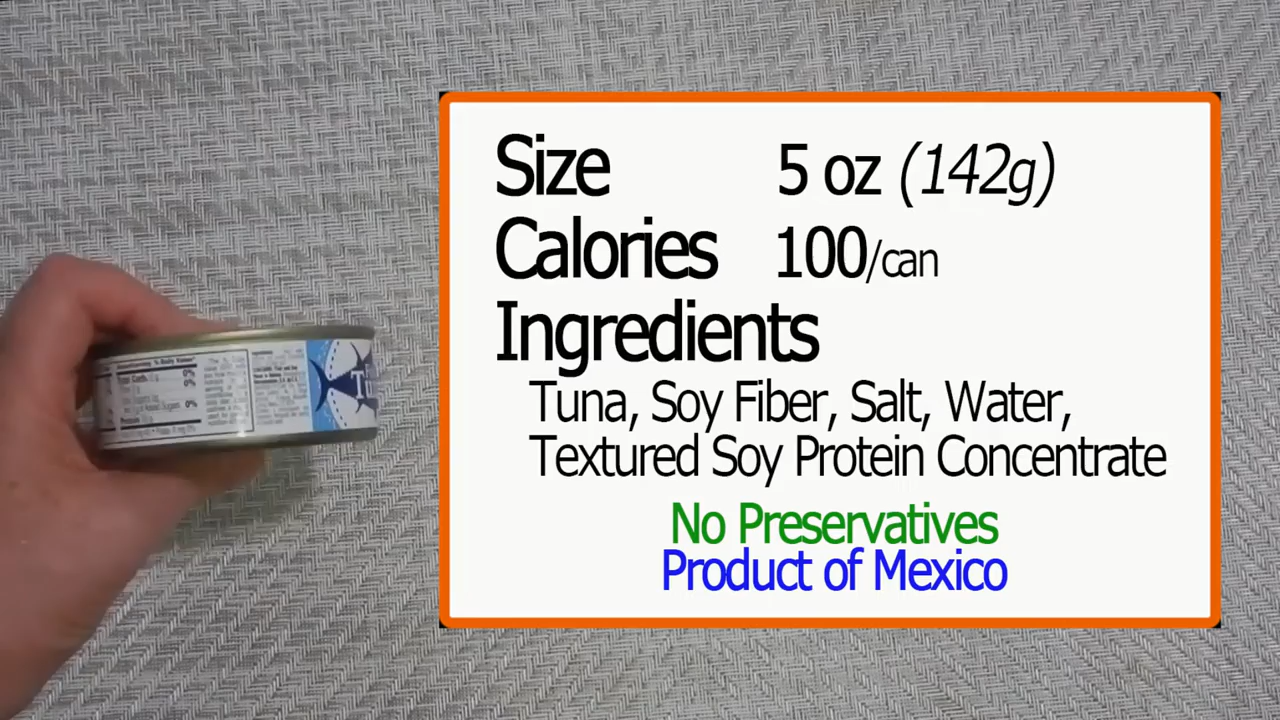 Size 5 oz (142g)
Calories 100/can
Ingredients
Tuna, Soy Fiber, Salt, Water,
Textured Soy Protein Concentrate
No Preservatives
Product of Mexico